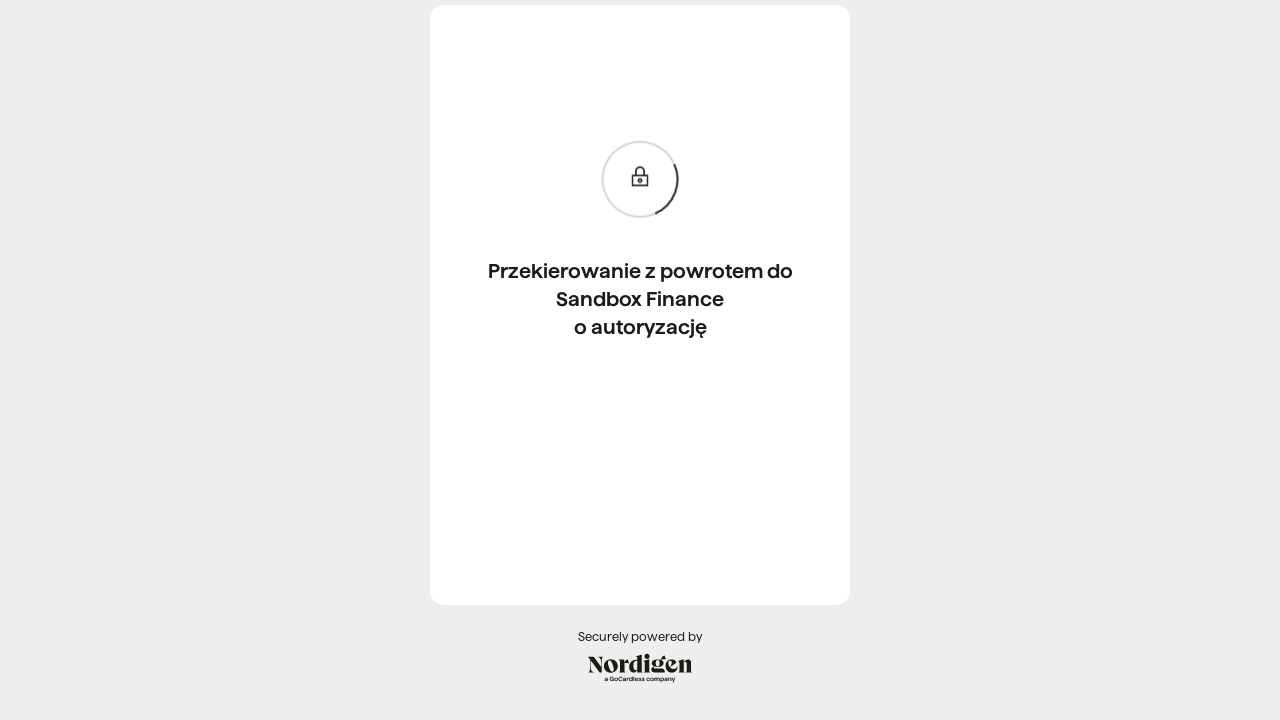 Przekierowanie z powrotem do
Sandbox Finance
o autoryzację
Securely powered by
Nordigen
a GoCardless company